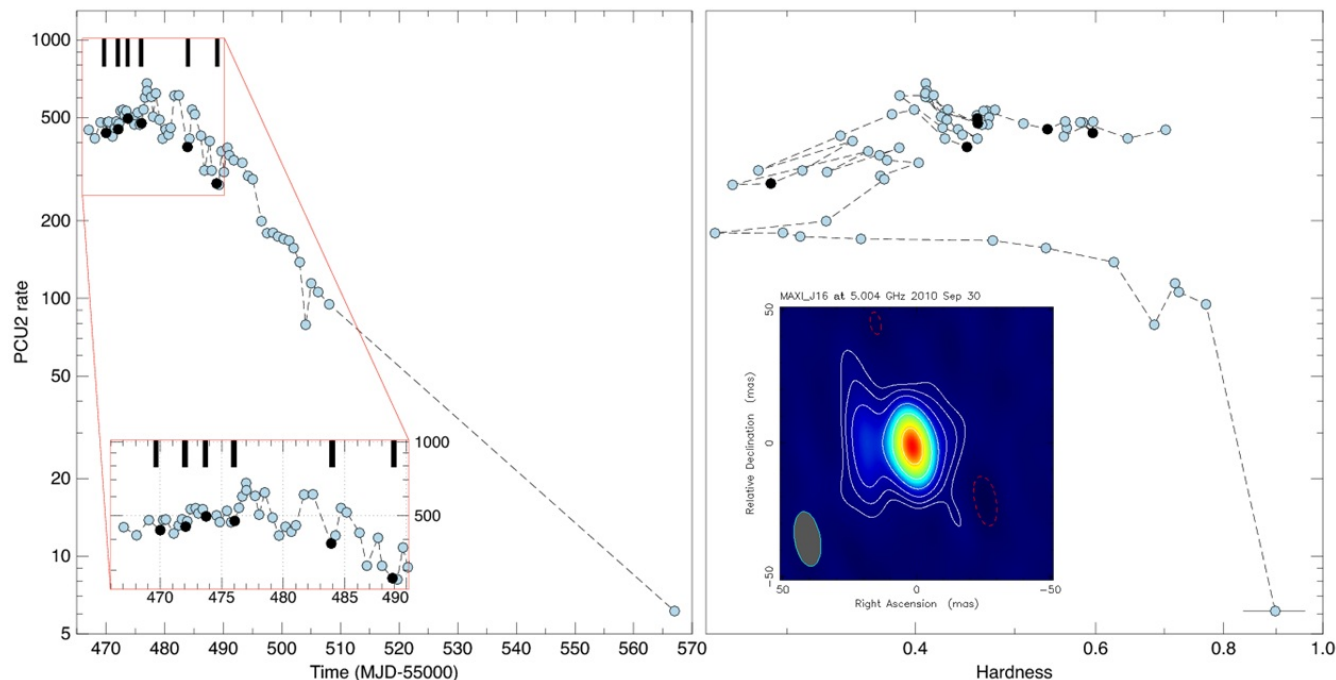 1000
500
200
100
50
20
10
5
PCU2 rate
470 480 490 500 510 520 530 540 550 560 570
Time (MJD-55000)
1000
500
470 475 480 485 490
0.4 0.6 0.8 1.0
Hardness
MAXI_J16 at 5.004 GHz 2010 Sep 30
50
0
-50
Relative Declination (mas)
50 0 -50
Right Ascension (mas)